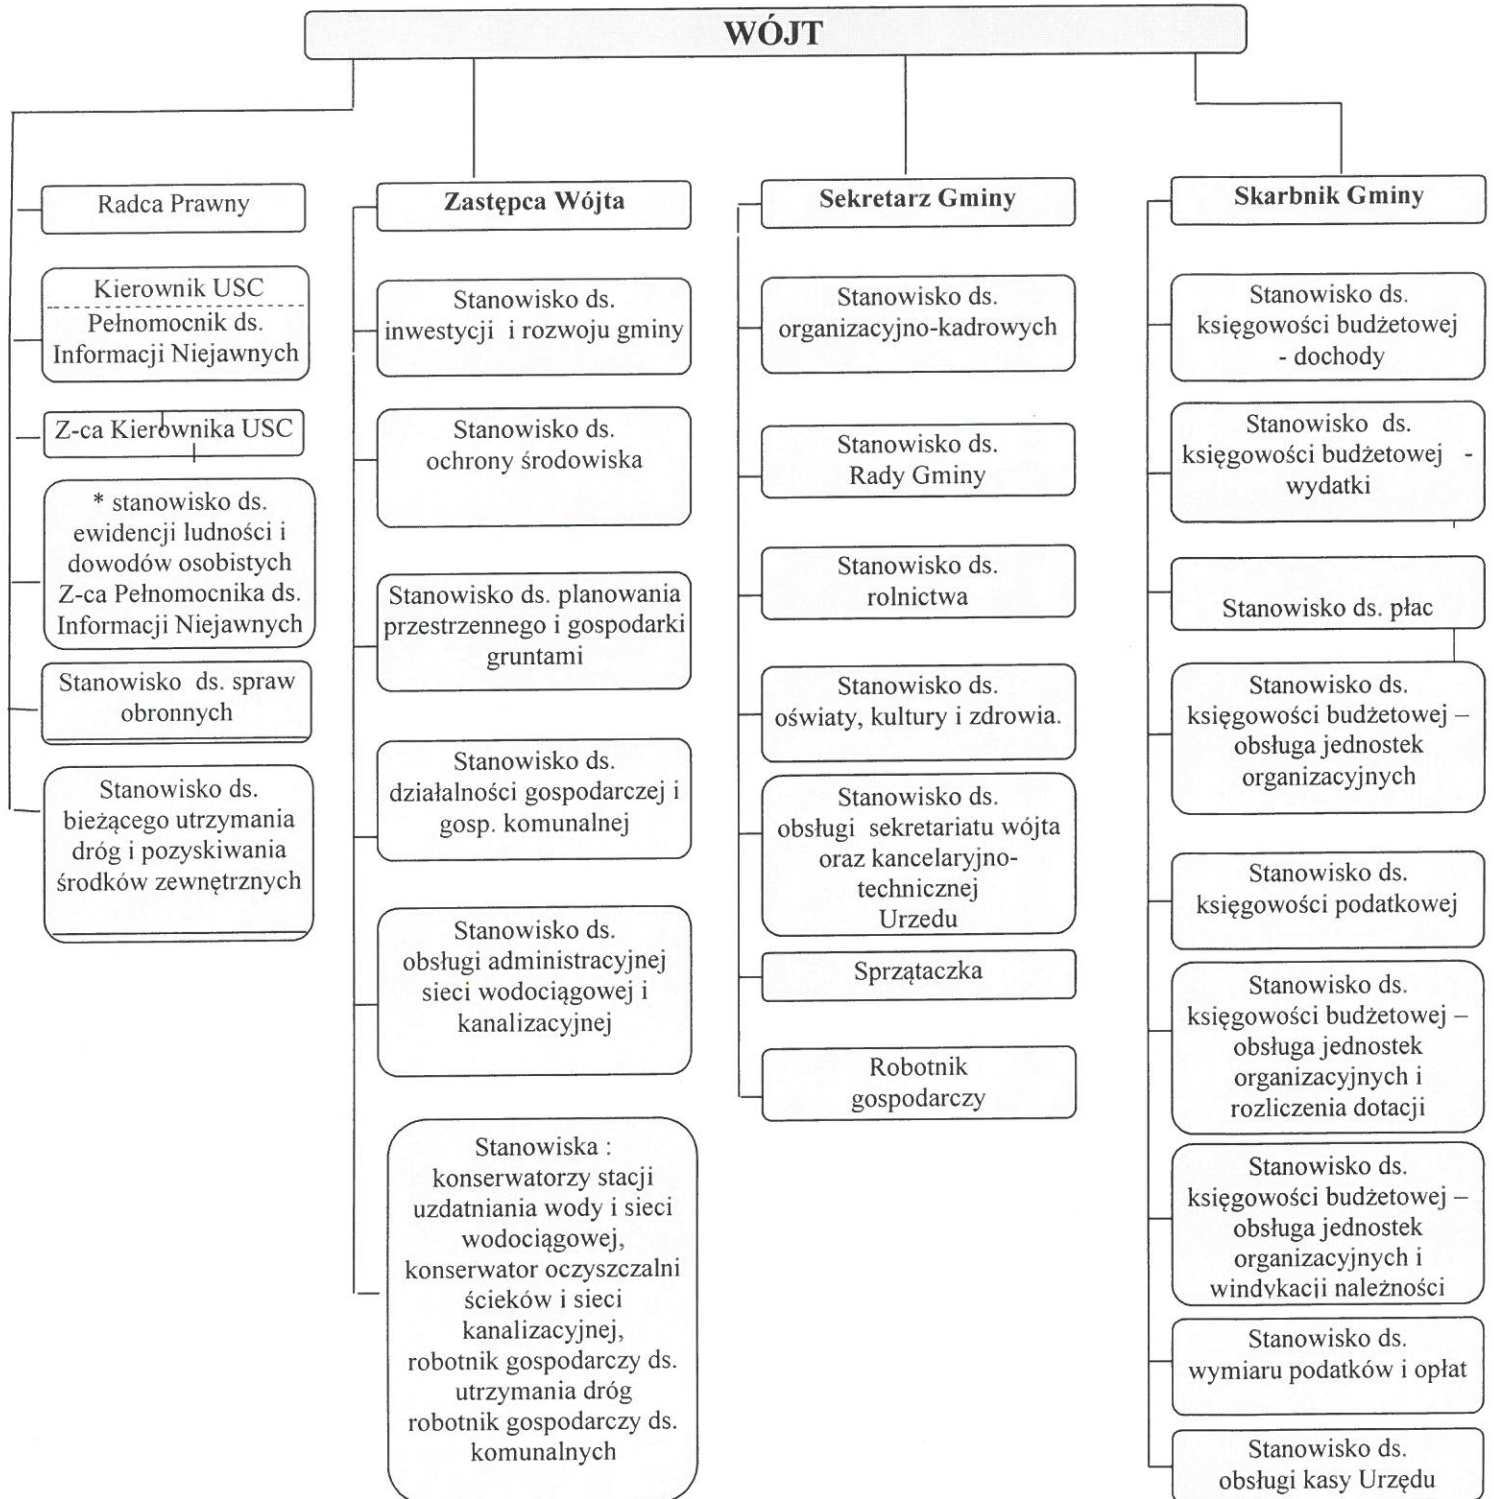 WÓJT
Radca Prawny
Kierownik USC
Pełnomocnik ds.
Informacji Niejawnych
Z-ca Kierownika USC
* stanowisko ds.
ewidencji ludności i
dowodów osobistych
Z-ca Pełnomocnika ds.
Informacji Niejawnych
Stanowisko ds. spraw
obronnych
Stanowisko ds.
bieżącego utrzymania
dróg i pozyskiwania
środków zewnętrznych
Zastępca Wójta
Stanowisko ds.
inwestycji i rozwoju gminy
Stanowisko ds.
ochrony środowiska
Stanowisko ds. planowania
przestrzennego i gospodarki
gruntami
Stanowisko ds.
działalności gospodarczej i
gosp. komunalnej
Stanowisko ds.
obsługi administracyjnej
sieci wodociągowej i
kanalizacyjnej
Stanowiska :
konserwatorzy stacji
uzdatniania wody i sieci
wodociągowej,
konserwator oczyszczalni
ścieków i sieci
kanalizacyjnej,
robotnik gospodarczy ds.
utrzymania dróg
robotnik gospodarczy ds.
komunalnych
Sekretarz Gminy
Stanowisko ds.
organizacyjno-kadrowych
Stanowisko ds.
Rady Gminy
Stanowisko ds.
rolnictwa
Stanowisko ds.
oświaty, kultury i zdrowia.
Stanowisko ds.
obsługi sekretariatu wójta
oraz kancelaryjno-
technicznej
Urzedu
Sprzątaczka
Robotnik
gospodarczy
Skarbnik Gminy
Stanowisko ds.
księgowości budżetowej
- dochody
Stanowisko ds.
księgowości budżetowej -
wydatki
Stanowisko ds. płac
Stanowisko ds.
księgowości budżetowej –
obsługa jednostek
organizacyjnych
Stanowisko ds.
księgowości podatkowej
Stanowisko ds.
księgowości budżetowej –
obsługa jednostek
organizacyjnych i
rozliczenia dotacji
Stanowisko ds.
księgowości budżetowej –
obsługa jednostek
organizacyjnych i
windykacji należności
Stanowisko ds.
wymiaru podatków i opłat
Stanowisko ds.
obsługi kasy Urzędu